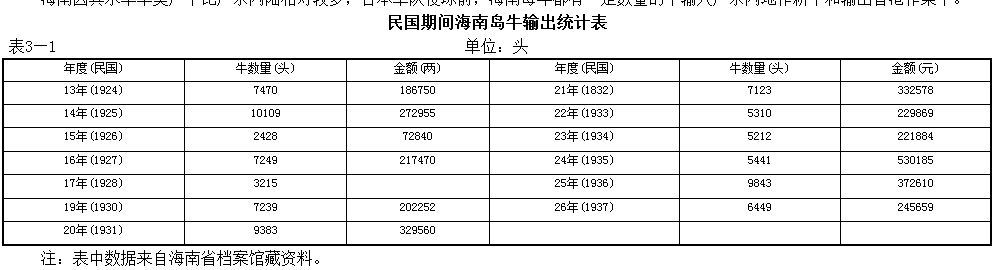 民国期间海南岛牛输出统计表
表3—1 单位：头
年度(民国) 牛数量(头) 金额(两) 年度(民国) 牛数量(头) 金额(元)
13年(1924) 7470 186750 21年(1832) 7123 332578
14年(1925) 10109 272955 22年(1933) 5310 229869
15年(1926) 2428 72840 23年(1934) 5212 221884
16年(1927) 7249 217470 24年(1935) 5441 530185
17年(1928) 3215 25年(1936) 9843 372610
19年(1930) 7239 202252 26年(1937) 6449 245659
20年(1931) 9383 329560
注：表中数据来自海南省档案馆藏资料。